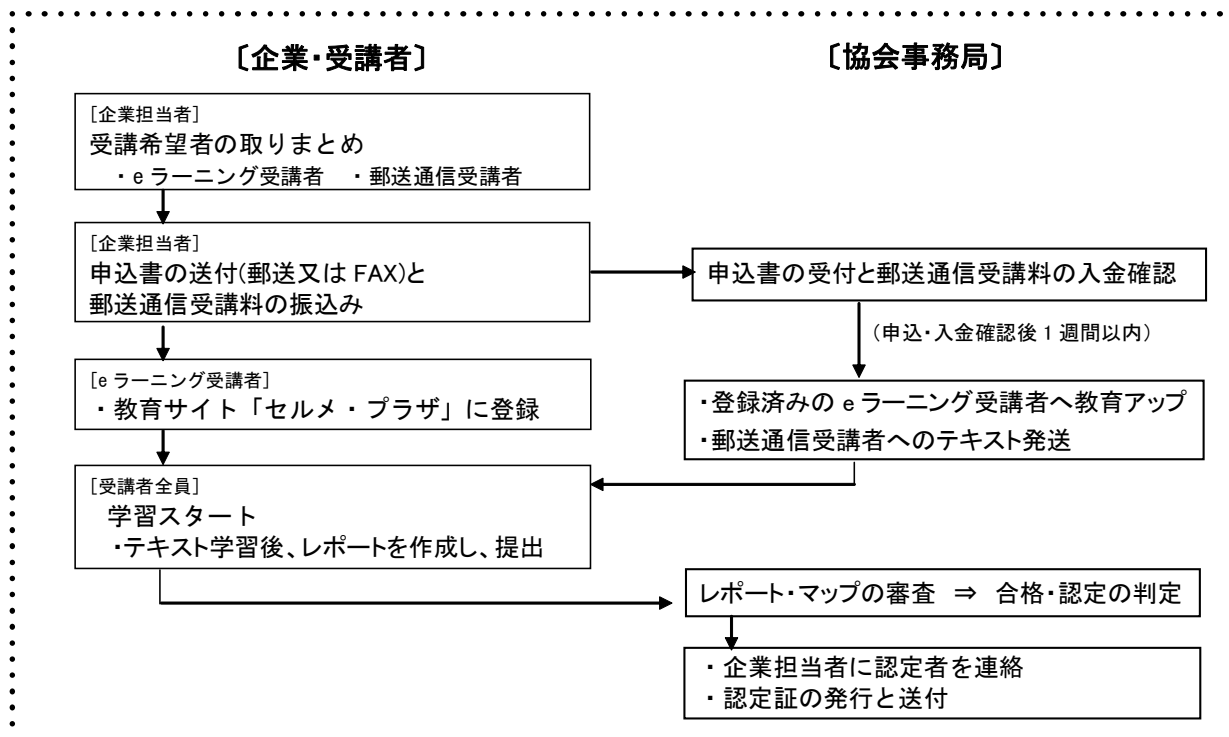 〔企業・受講者〕
〔協会事務局〕
[企業担当者]
受講希望者の取りまとめ
・eラーニング受講者 ・郵送通信受講者
[企業担当者]
申込書の送付(郵送又は FAX)と
郵送通信受講料の振込み
申込書の受付と郵送通信受講料の入金確認
(申込・入金確認後 1 週間以内)
[e ラーニング受講者]
・教育サイト「セルメ・プラザ」に登録
・登録済みの e ラーニング受講者へ教育アップ
・郵送通信受講者へのテキスト発送
[受講者全員]
学習スタート
・テキスト学習後、レポートを作成し、提出
レポート・マップの審査 ⇒ 合格・認定の判定
・企業担当者に認定者を連絡
・認定証の発行と送付